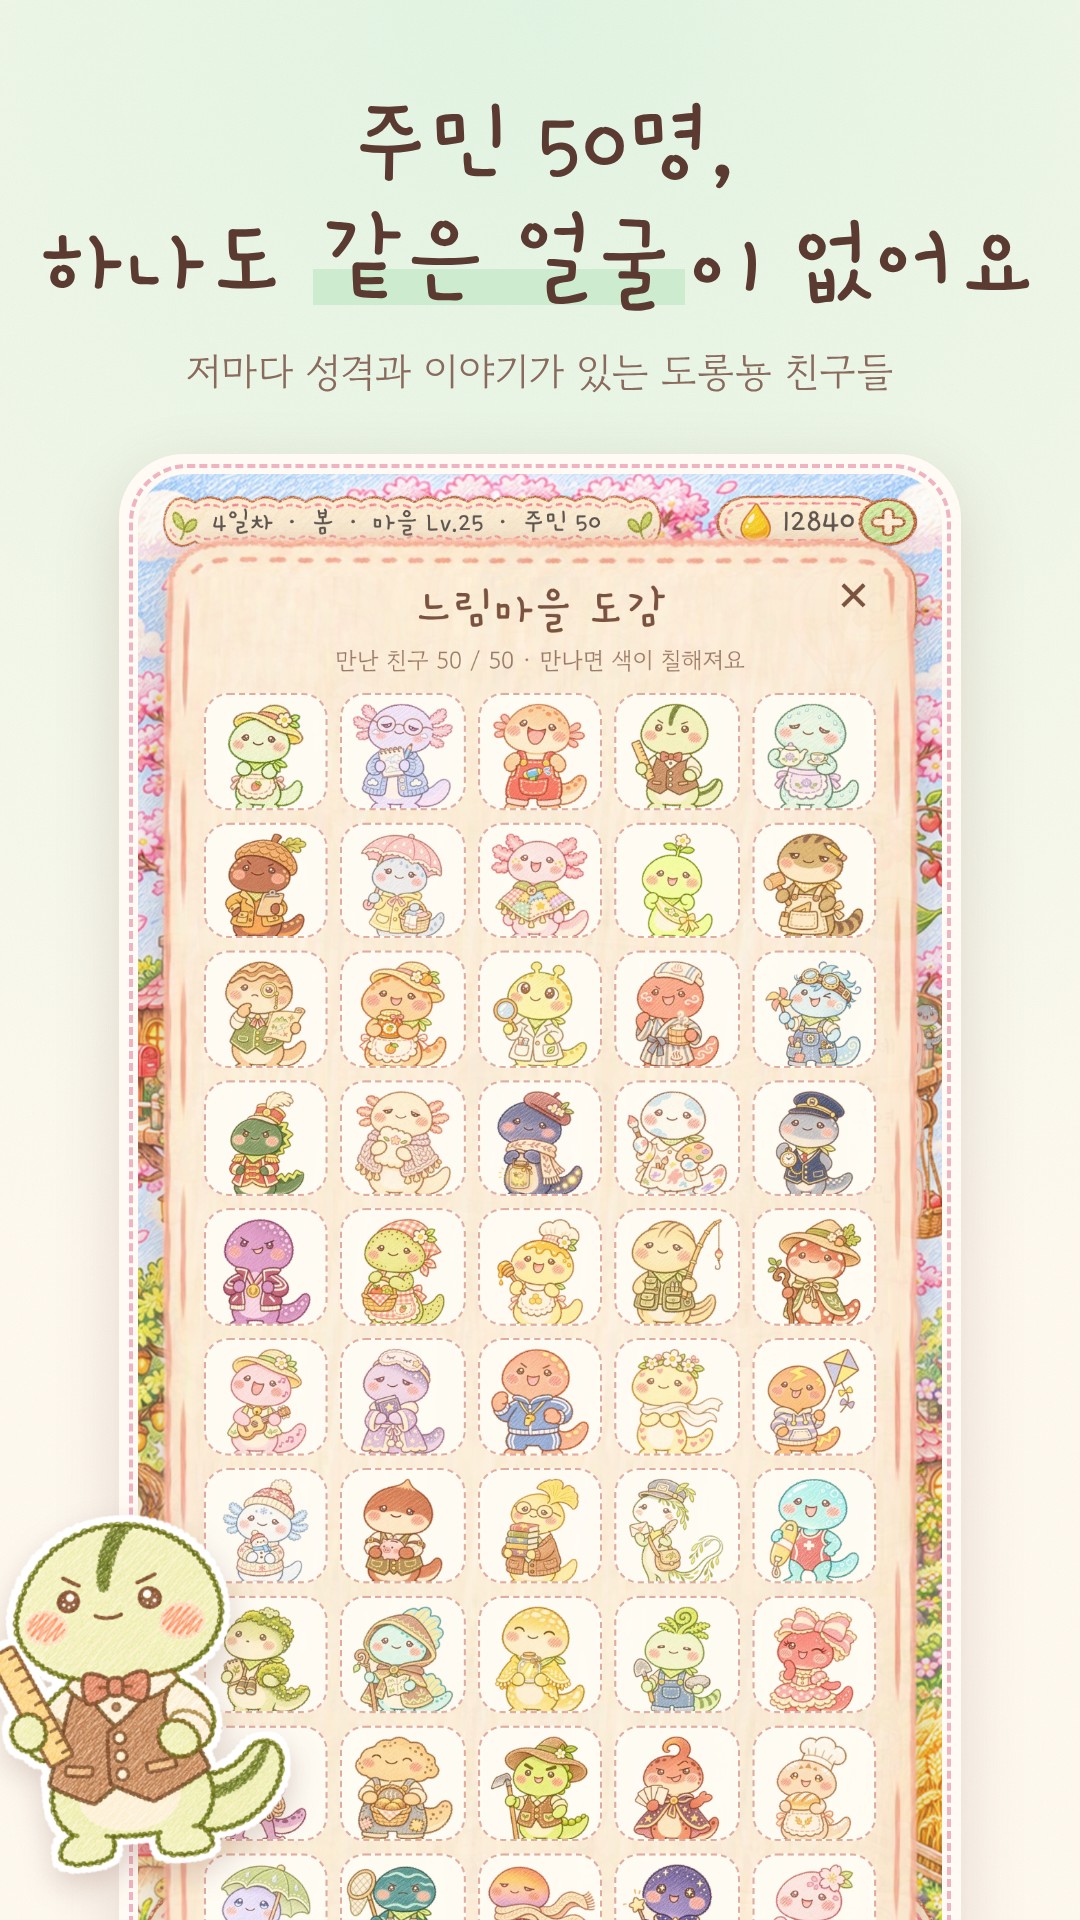 주민 50명,
하나도 같은 얼굴이 없어요
저마다 성격과 이야기가 있는 도롱뇽 친구들
4일차 · 봄 · 마을 Lv.25 · 주민 50
12840
느림마을 도감
만난 친구 50 / 50 · 만나면 색이 칠해져요